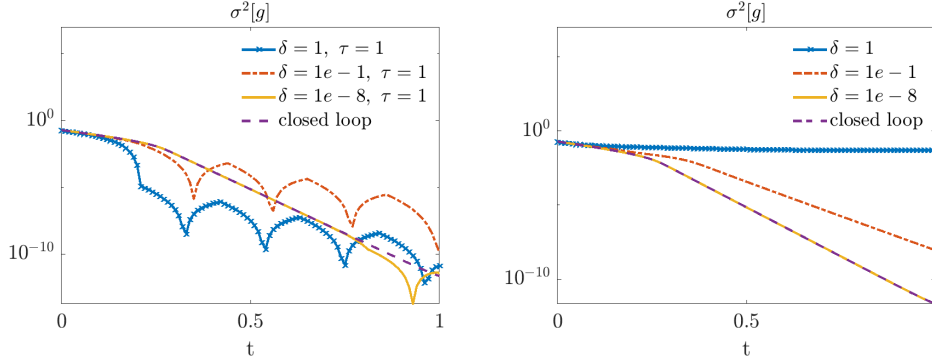 σ²[g]
δ = 1, τ = 1
δ = 1e − 1, τ = 1
δ = 1e − 8, τ = 1
closed loop
10⁰
10⁻¹⁰
0 0.5 1
t
σ²[g]
δ = 1
δ = 1e − 1
δ = 1e − 8
closed loop
10⁰
10⁻¹⁰
0 0.5
t